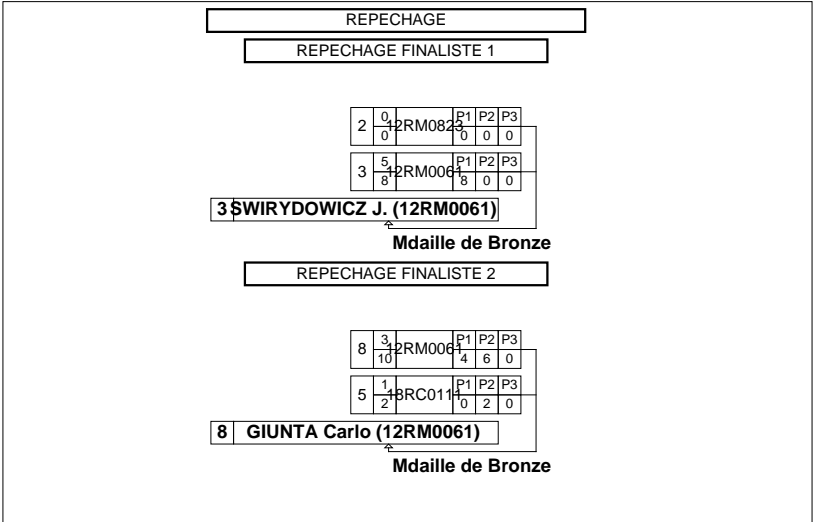 REPECHAGE
REPECHAGE FINALISTE 1
2 0 12RM0823 P1 P2 P3
0 0 0 0
3 5 12RM0061 P1 P2 P3
8 8 0 0
3 SWIRYDOWICZ J. (12RM0061)
Mdaille de Bronze
REPECHAGE FINALISTE 2
8 3 12RM0061 P1 P2 P3
10 4 6 0
5 1 18RC0111 P1 P2 P3
2 0 2 0
8 GIUNTA Carlo (12RM0061)
Mdaille de Bronze